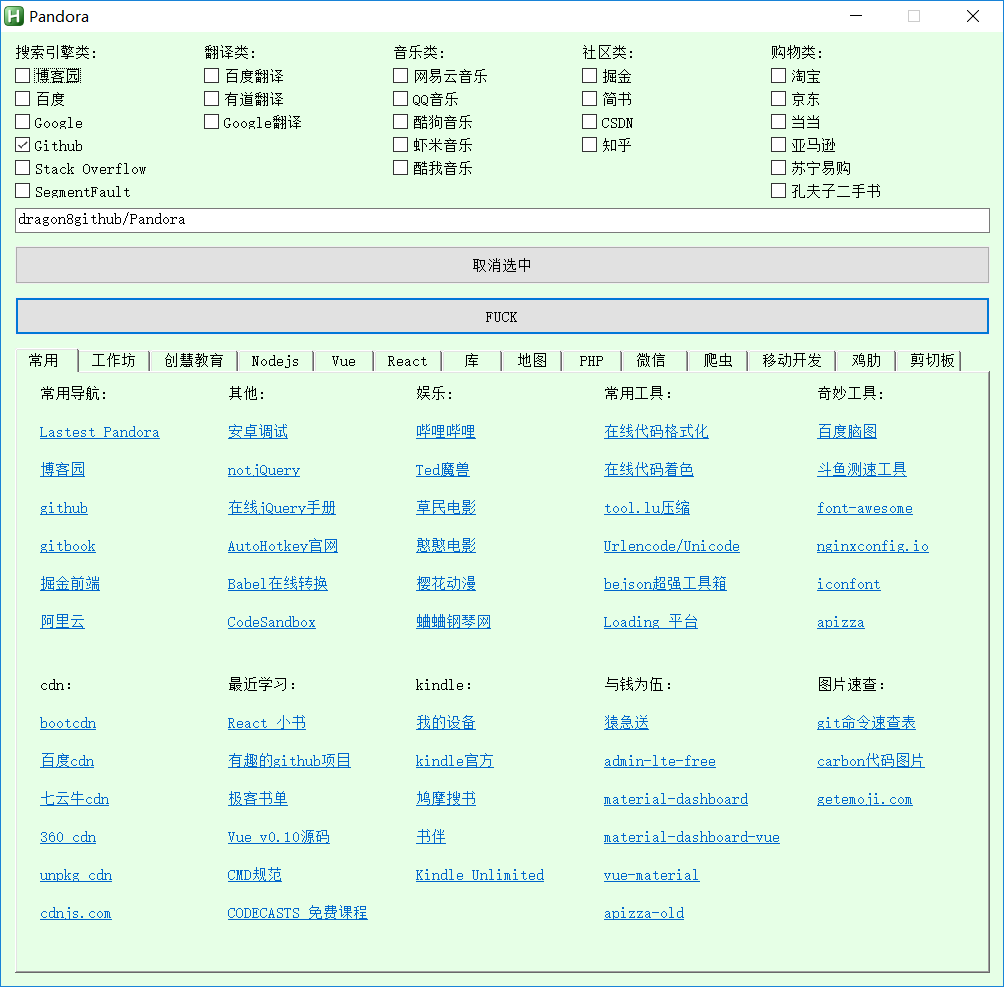 Pandora
搜索引擎类: 翻译类: 音乐类: 社区类: 购物类:
博客园 百度翻译 网易云音乐 掘金 淘宝
百度 有道翻译 QQ音乐 简书 京东
Google Google翻译 酷狗音乐 CSDN 当当
Github 虾米音乐 知乎 亚马逊
Stack Overflow 酷我音乐 苏宁易购
SegmentFault 孔夫子二手书
dragon8github/Pandora
取消选中
FUCK
常用 工作坊 创慧教育 Nodejs Vue React 库 地图 PHP 微信 爬虫 移动开发 鸡肋 剪切板
常用导航: 其他: 娱乐: 常用工具: 奇妙工具:
Lastest Pandora 安卓调试 哔哩哔哩 在线代码格式化 百度脑图
博客园 notjQuery Ted魔兽 在线代码着色 斗鱼测速工具
github 在线jQuery手册 草民电影 tool.lu压缩 font-awesome
gitbook AutoHotkey官网 憨憨电影 Urlencode/Unicode nginxconfig.io
掘金前端 Babel在线转换 樱花动漫 bejson超强工具箱 iconfont
阿里云 CodeSandbox 蛐蛐钢琴网 Loading 平台 apizza
cdn: 最近学习: kindle: 与钱为伍: 图片速查:
bootcdn React 小书 我的设备 猿急送 git命令速查表
百度cdn 有趣的github项目 kindle官方 admin-lte-free carbon代码图片
七云牛cdn 极客书单 鸠摩搜书 material-dashboard getemoji.com
360 cdn Vue v0.10源码 书伴 material-dashboard-vue
unpkg cdn CMD规范 Kindle Unlimited vue-material
cdnjs.com CODECASTS 免费课程 apizza-old